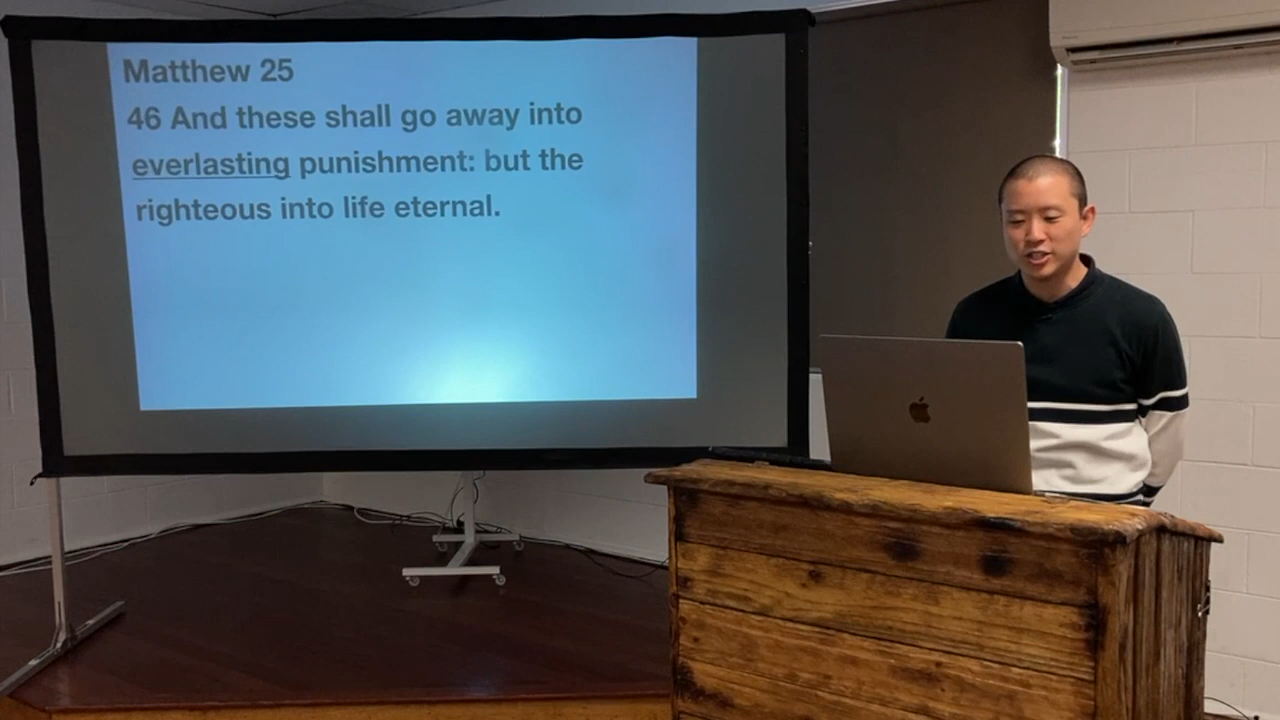 Matthew 25
46 And these shall go away into
everlasting punishment: but the
righteous into life eternal.